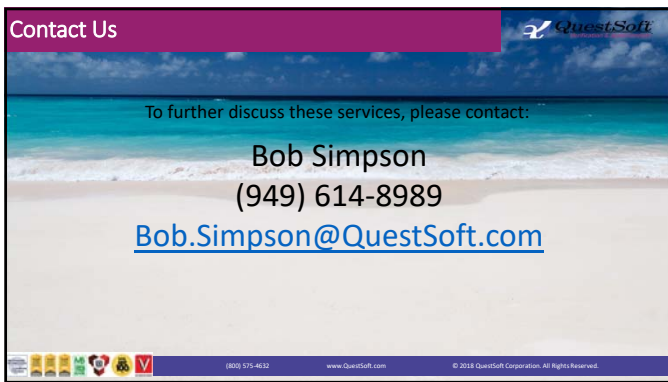 Contact Us
QuestSoft
To further discuss these services, please contact:
Bob Simpson
(949) 614-8989
Bob.Simpson@QuestSoft.com
(800) 575-4632 www.QuestSoft.com © 2018 QuestSoft Corporation. All Rights Reserved.